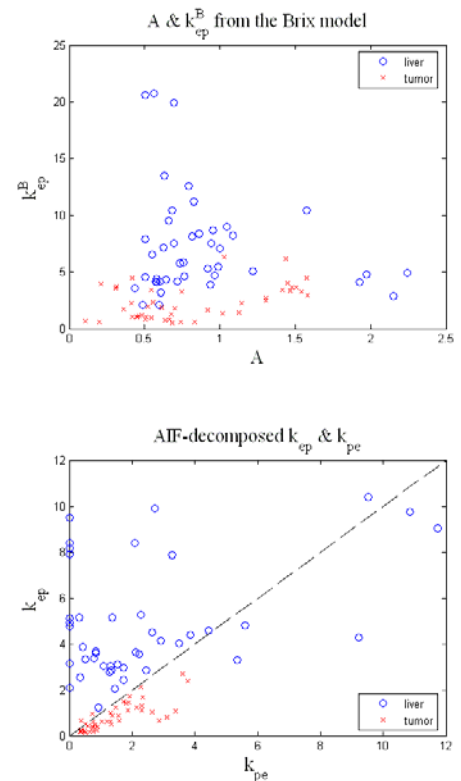 A & k_ep^B from the Brix model
25
20
15
10
5
0
k_ep^B
liver
tumor
0 0.5 1 1.5 2 2.5
A
AIF-decomposed k_ep & k_pe
12
10
8
6
4
2
0
k_ep
liver
tumor
0 2 4 6 8 10 12
k_pe